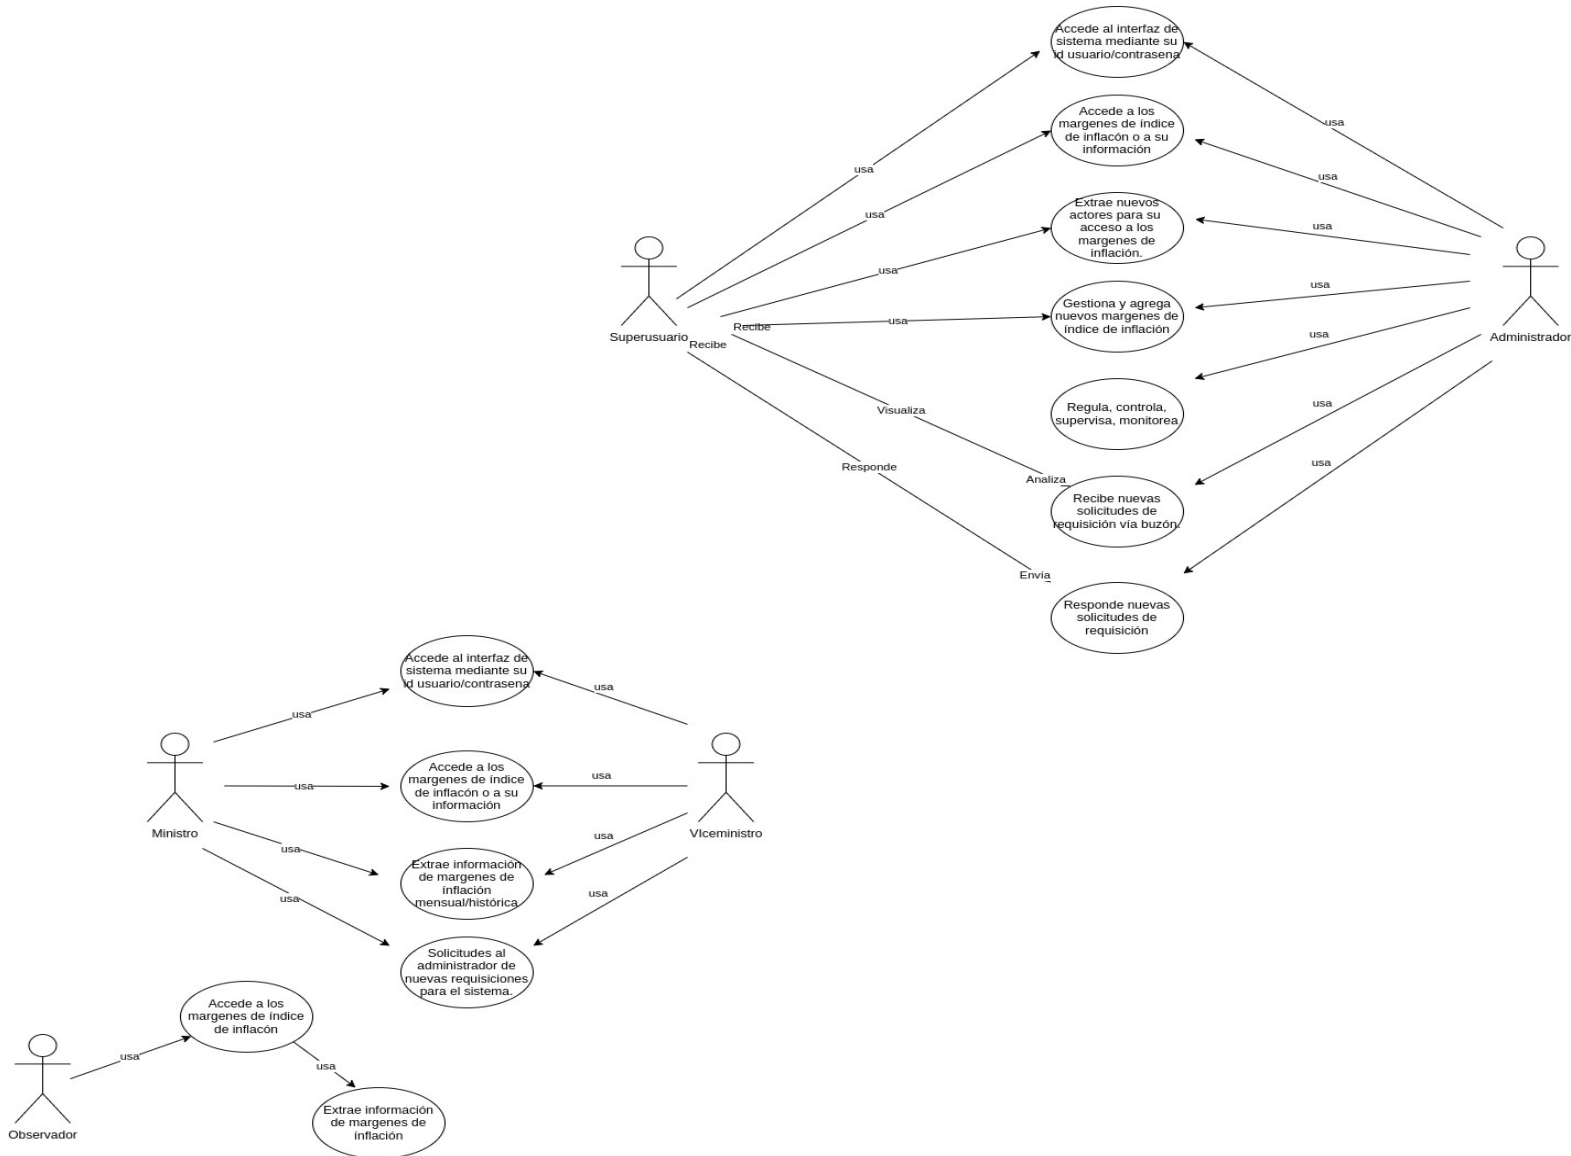 Accede al interfaz de
sistema mediante su
id usuario/contrasena
usa
Accede a los
margenes de índice
de inflacón o a su
información
usa
usa
usa
Extrae nuevos
actores para su
acceso a los
margenes de
inflación.
usa
usa
usa
Gestiona y agrega
nuevos margenes de
índice de inflación
usa
Recibe
usa
Superusuario
Recibe
usa
Administrador
Visualiza
Regula, controla,
supervisa, monitorea
usa
Responde
usa
Analiza
Recibe nuevas
solicitudes de
requisición vía buzón.
Envía
Responde nuevas
solicitudes de
requisición
Accede al interfaz de
sistema mediante su
id usuario/contrasena
usa
usa
Accede a los
margenes de índice
de inflacón o a su
información
usa
usa
Ministro
VIceministro
usa
usa
Extrae información
de margenes de
ínflación
mensual/histórica
usa
usa
Solicitudes al
administrador de
nuevas requisiciones
para el sistema.
Accede a los
margenes de índice
de inflacón
usa
usa
Extrae información
de margenes de
ínflación
Observador